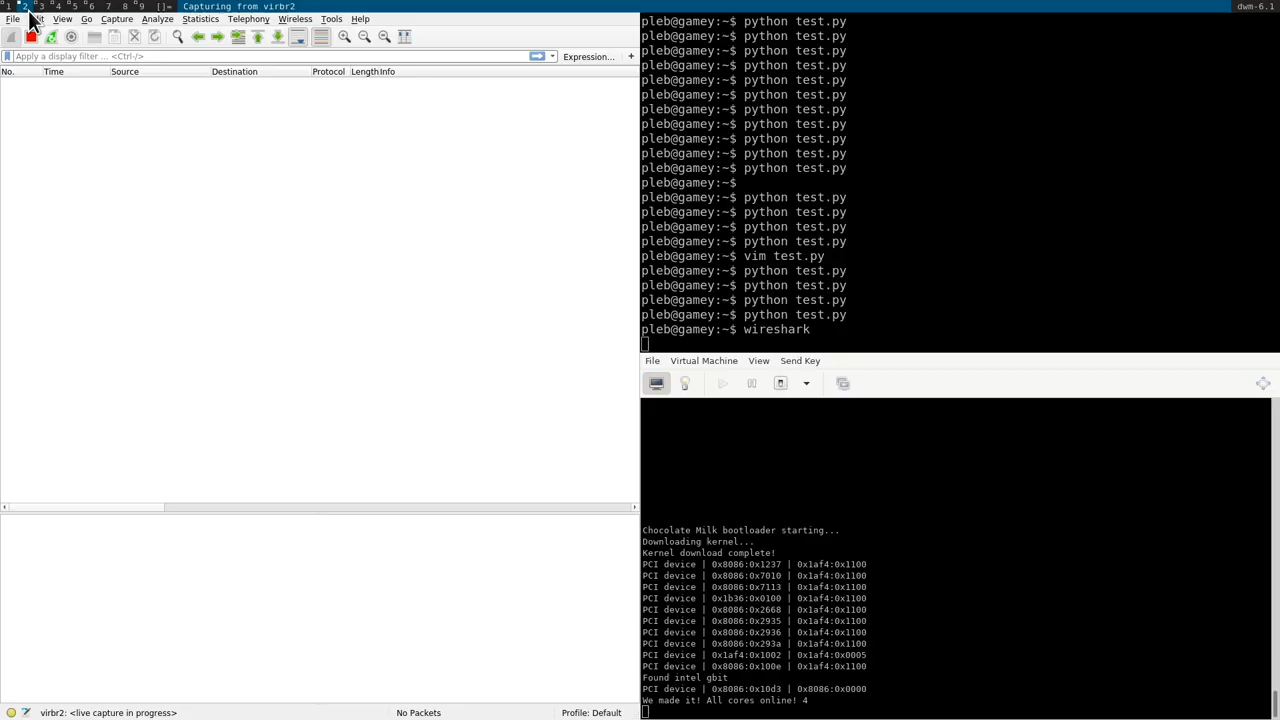 1 2 3 4 5 6 7 8 9 []= Capturing from virbr2 dwm-6.1
File View Go Capture Analyze Statistics Telephony Wireless Tools Help
Apply a display filter ... <Ctrl-/> Expression... +
No. Time Source Destination Protocol Length Info
virbr2: <live capture in progress> No Packets Profile: Default
pleb@gamey:~$ python test.py
pleb@gamey:~$ python test.py
pleb@gamey:~$ python test.py
pleb@gamey:~$ python test.py
pleb@gamey:~$ python test.py
pleb@gamey:~$ python test.py
pleb@gamey:~$ python test.py
pleb@gamey:~$ python test.py
pleb@gamey:~$ python test.py
pleb@gamey:~$ python test.py
pleb@gamey:~$ python test.py
pleb@gamey:~$
pleb@gamey:~$ python test.py
pleb@gamey:~$ python test.py
pleb@gamey:~$ python test.py
pleb@gamey:~$ python test.py
pleb@gamey:~$ vim test.py
pleb@gamey:~$ python test.py
pleb@gamey:~$ python test.py
pleb@gamey:~$ python test.py
pleb@gamey:~$ python test.py
pleb@gamey:~$ wireshark
File Virtual Machine View Send Key
Chocolate Milk bootloader starting...
Downloading kernel...
Kernel download complete!
PCI device | 0x8086:0x1237 | 0x1af4:0x1100
PCI device | 0x8086:0x7010 | 0x1af4:0x1100
PCI device | 0x8086:0x7113 | 0x1af4:0x1100
PCI device | 0x1b36:0x0100 | 0x1af4:0x1100
PCI device | 0x8086:0x2668 | 0x1af4:0x1100
PCI device | 0x8086:0x2935 | 0x1af4:0x1100
PCI device | 0x8086:0x2936 | 0x1af4:0x1100
PCI device | 0x8086:0x293a | 0x1af4:0x1100
PCI device | 0x1af4:0x1002 | 0x1af4:0x0005
PCI device | 0x8086:0x100e | 0x1af4:0x1100
Found intel gbit
PCI device | 0x8086:0x10d3 | 0x8086:0x0000
We made it! All cores online! 4